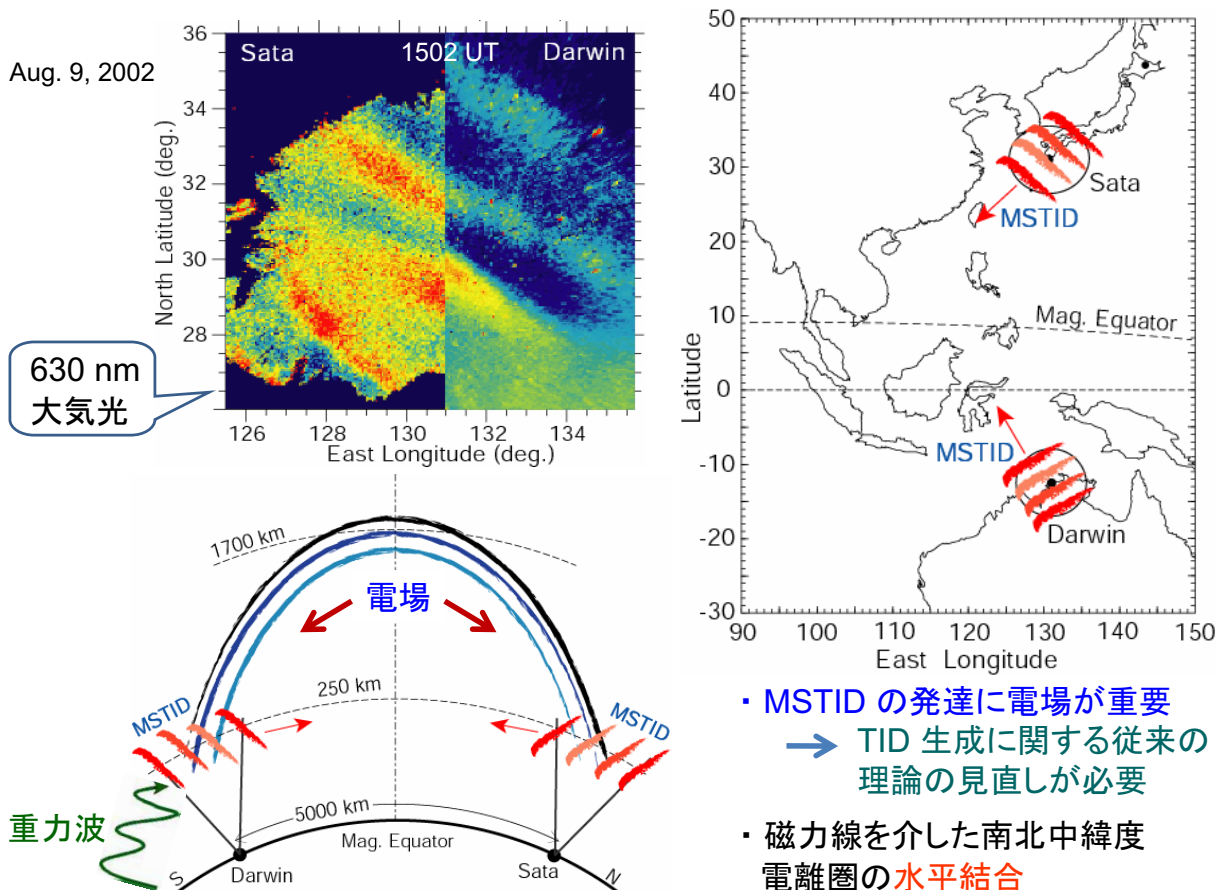 Aug. 9, 2002
Sata 1502 UT Darwin
36
34
32
30
28
North Latitude (deg.)
126 128 130 132 134
East Longitude (deg.)
630 nm
大気光
50
40
30
20
10
0
-10
-20
-30
Latitude
90 100 110 120 130 140 150
East Longitude
Sata
MSTID
Mag. Equator
MSTID
Darwin
1700 km
電場
250 km
MSTID
MSTID
5000 km
重力波
Mag. Equator
S
Darwin
Sata
N
・MSTID の発達に電場が重要
→ TID 生成に関する従来の
理論の見直しが必要
・磁力線を介した南北中緯度
電離圏の水平結合